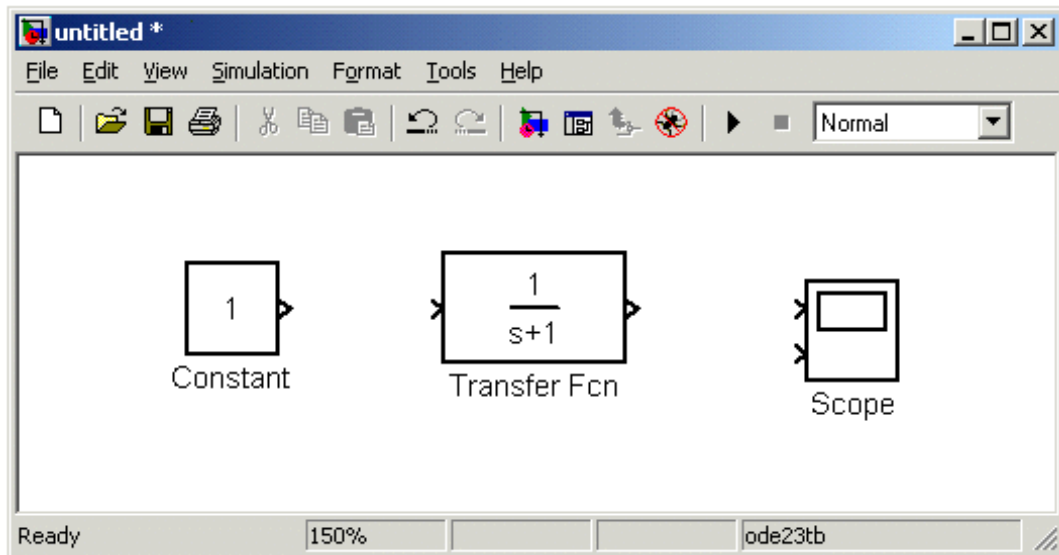 untitled *
File Edit View Simulation Format Tools Help
Normal
1
Constant
1
s+1
Transfer Fcn
Scope
Ready 150% ode23tb